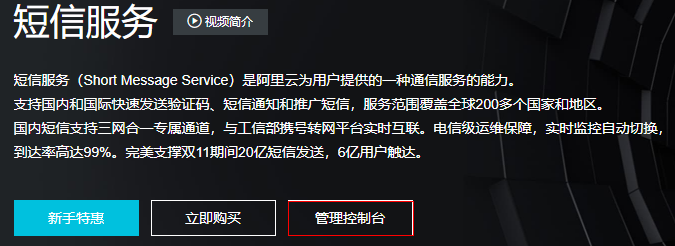 短信服务
视频简介
短信服务（Short Message Service）是阿里云为用户提供的一种通信服务的能力。
支持国内和国际快速发送验证码、短信通知和推广短信，服务范围覆盖全球200多个国家和地区。
国内短信支持三网合一专属通道，与工信部携号转网平台实时互联。电信级运维保障，实时监控自动切换，
到达率高达99%。完美支撑双11期间20亿短信发送，6亿用户触达。
新手特惠
立即购买
管理控制台